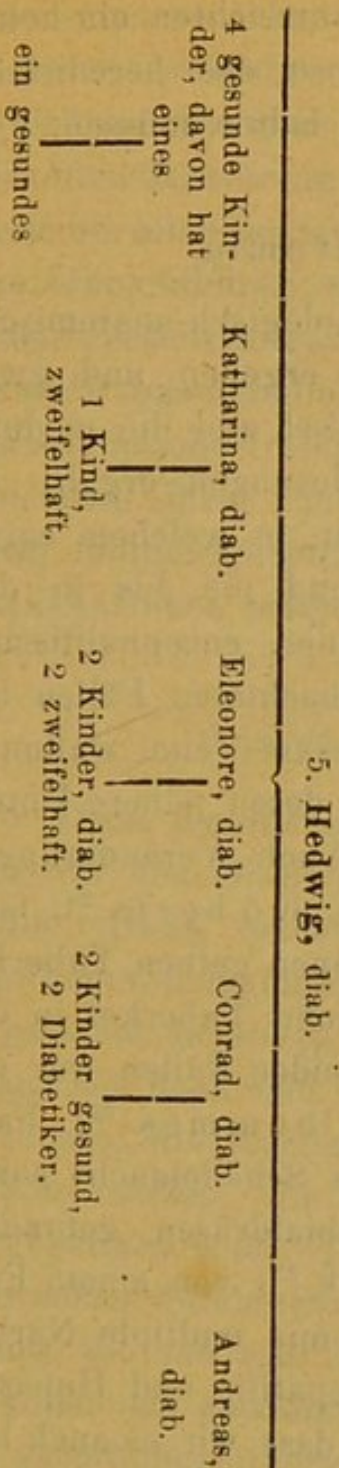 5. Hedwig, diab.
4 gesunde Kin-
der, davon hat
eines
ein gesundes
Katharina, diab.
1 Kind,
zweifelhaft.
Eleonore, diab.
2 Kinder, diab.
2 zweifelhaft.
Conrad, diab.
2 Kinder gesund,
2 Diabetiker.
Andreas,
diab.